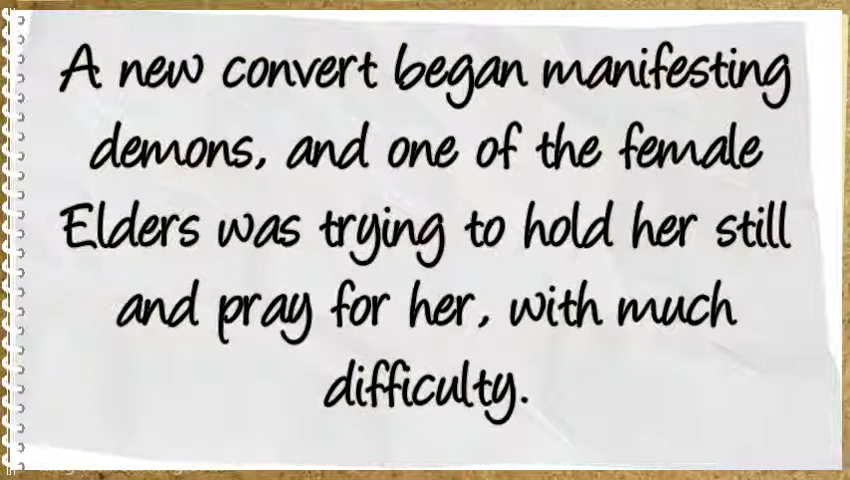 A new convert began manifesting
demons, and one of the female
Elders was trying to hold her still
and pray for her, with much
difficulty.